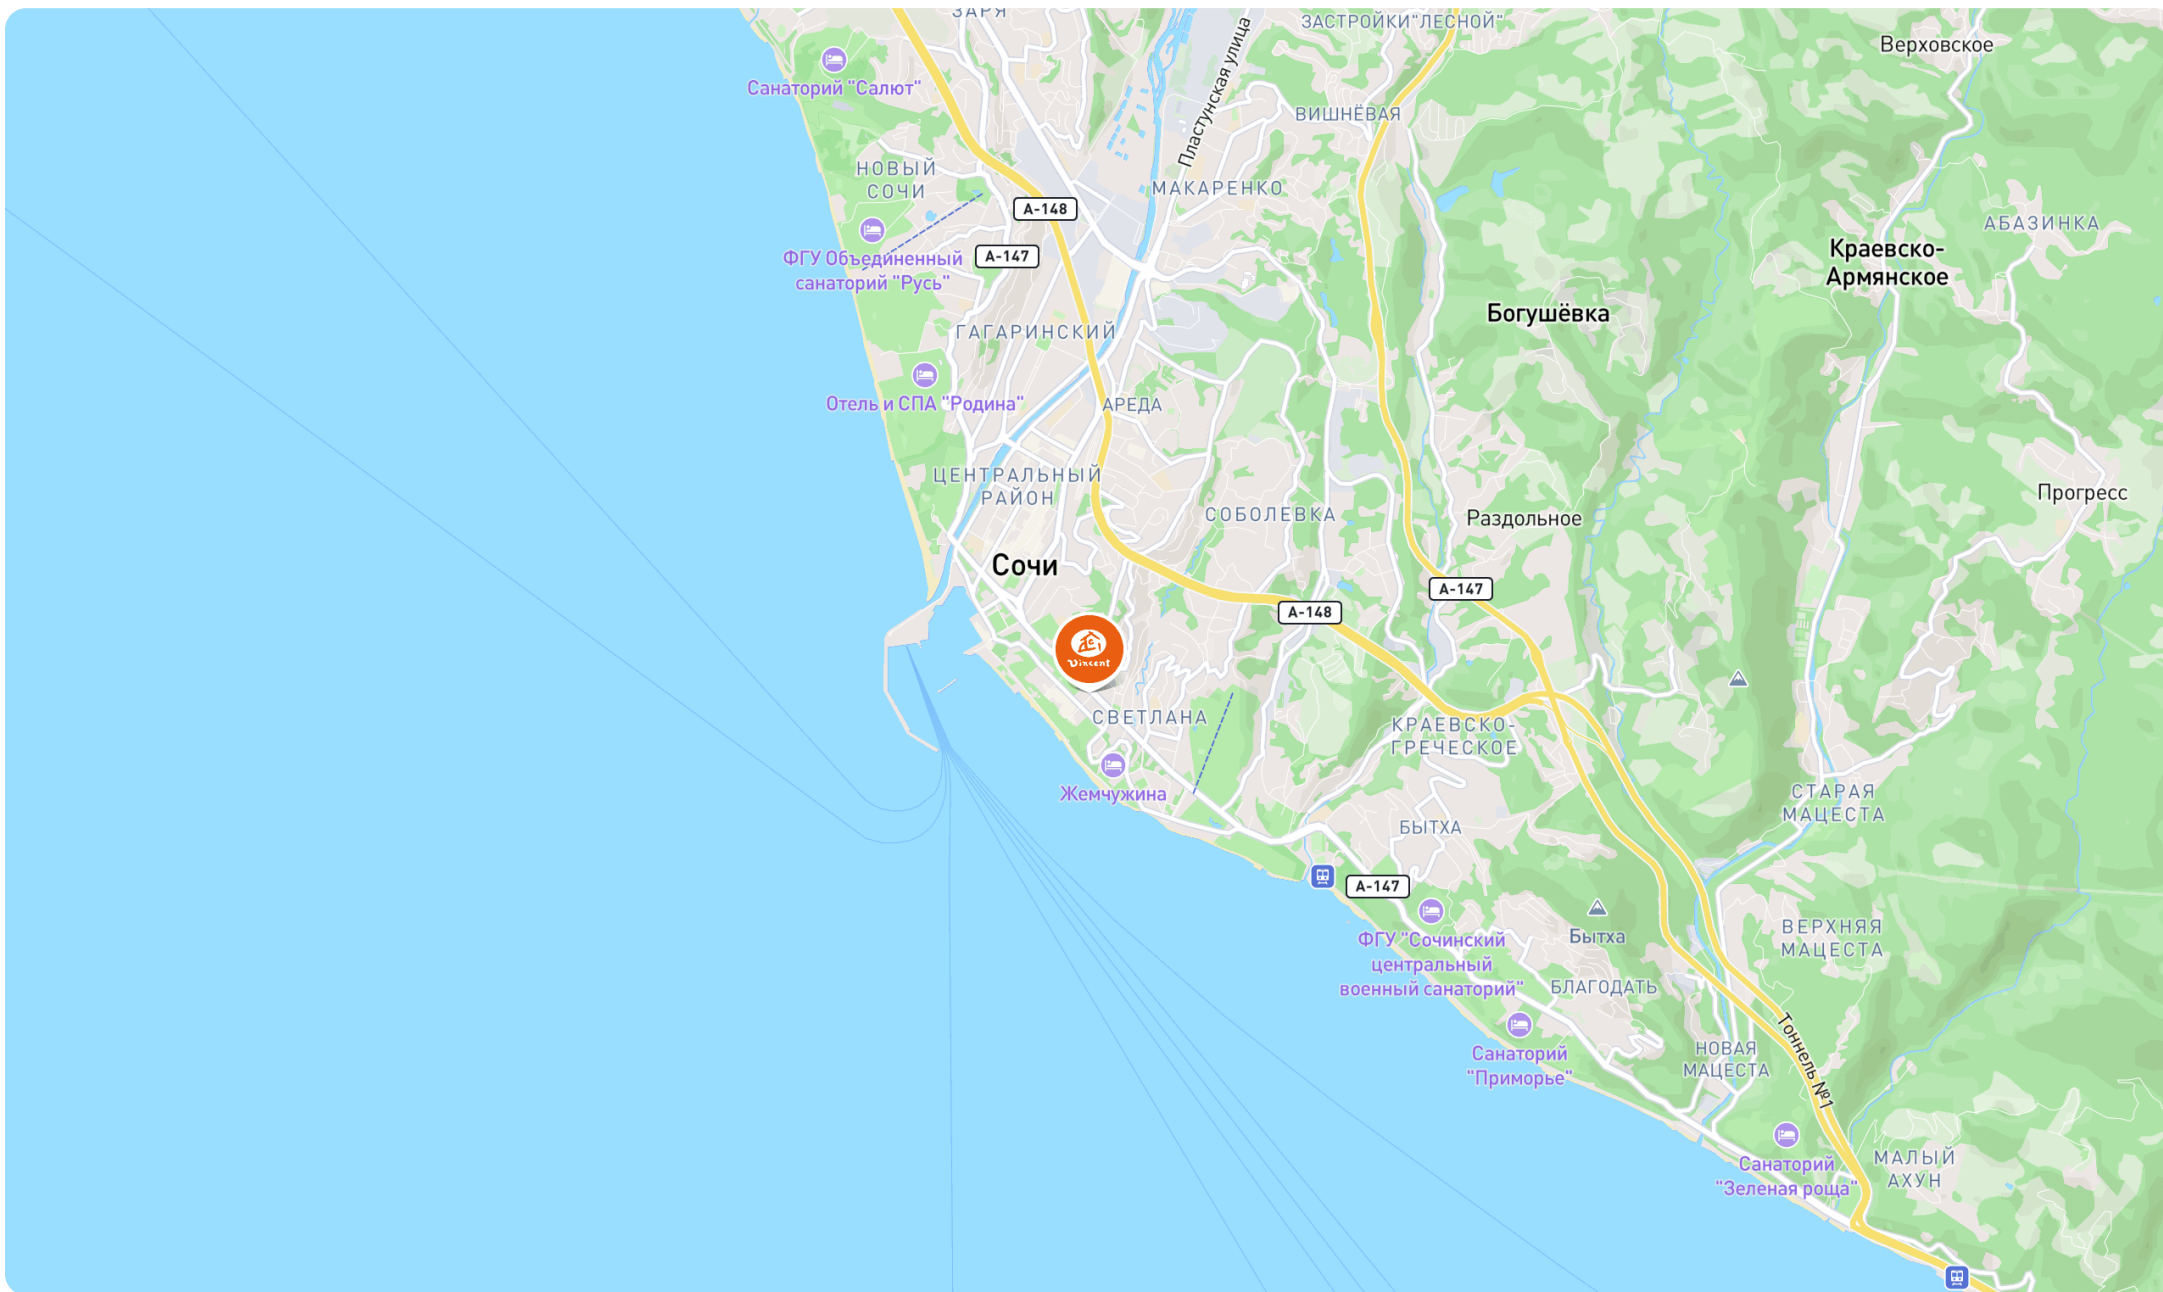 ЗАРЯ
ЗАСТРОЙКИ"ЛЕСНОЙ"
Верховское
Санаторий "Салют"
Пластунская улица
ВИШНЁВАЯ
НОВЫЙ
СОЧИ
МАКАРЕНКО
А-148
АБАЗИНКА
ФГУ Объединенный
санаторий "Русь"
А-147
Краевско-
Армянское
Богушёвка
ГАГАРИНСКИЙ
Отель и СПА "Родина"
АРЕДА
ЦЕНТРАЛЬНЫЙ
РАЙОН
Прогресс
СОБОЛЕВКА
Раздольное
Сочи
А-147
А-148
Vincent
СВЕТЛАНА
КРАЕВСКО-
ГРЕЧЕСКОЕ
Жемчужина
СТАРАЯ
МАЦЕСТА
БЫТХА
А-147
ФГУ "Сочинский
центральный
военный санаторий"
Бытха
ВЕРХНЯЯ
МАЦЕСТА
БЛАГОДАТЬ
Санаторий
"Приморье"
НОВАЯ
МАЦЕСТА
Тоннель №1
Санаторий
"Зеленая роща"
МАЛЫЙ
АХУН